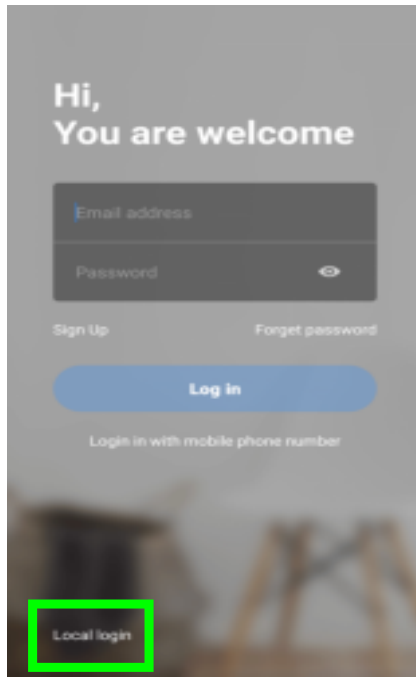 Hi,
You are welcome
Email address
Password
Sign Up Forget password
Log in
Login in with mobile phone number
Local login